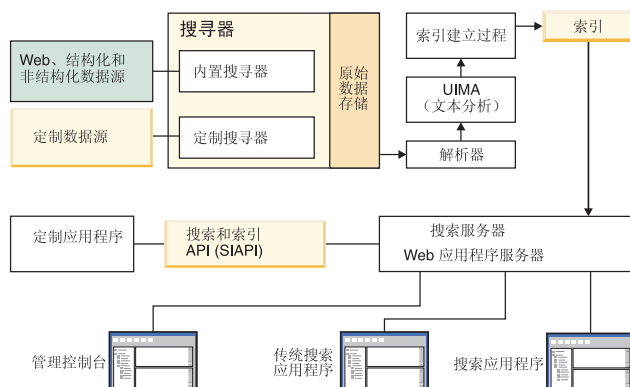 搜寻器
Web、结构化和
非结构化数据源
内置搜寻器
定制数据源
定制搜寻器
原始
数据
存储
索引建立过程
索引
UIMA
（文本分析）
解析器
定制应用程序
搜索和索引
API (SIAPI)
搜索服务器
Web 应用程序服务器
管理控制台
传统搜索
应用程序
搜索应用程序